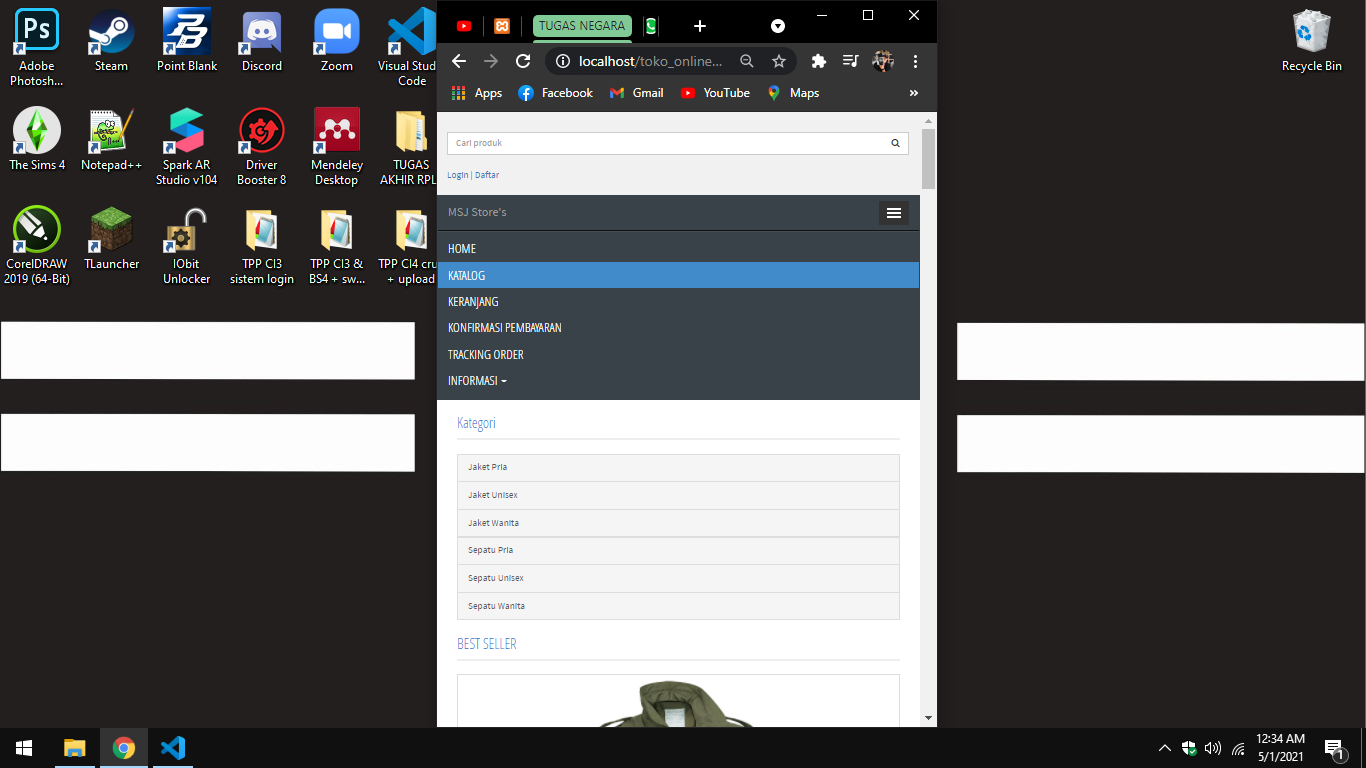 Adobe Photosh...
Steam
Point Blank
Discord
Zoom
Visual Stud
Code
Recycle Bin
The Sims 4
Notepad++
Spark AR Studio v104
Driver Booster 8
Mendeley Desktop
TUGAS AKHIR RPL
CorelDRAW 2019 (64-Bit)
TLauncher
IObit Unlocker
TPP CI3 sistem login
TPP CI3 & BS4 + sw...
TPP CI4 cru
+ upload
TUGAS NEGARA
localhost/toko_online...
Apps
Facebook
Gmail
YouTube
Maps
»
Cari produk
Login | Daftar
MSJ Store's
HOME
KATALOG
KERANJANG
KONFIRMASI PEMBAYARAN
TRACKING ORDER
INFORMASI
Kategori
Jaket Pria
Jaket Unisex
Jaket Wanita
Sepatu Pria
Sepatu Unisex
Sepatu Wanita
BEST SELLER
12:34 AM
5/1/2021
1